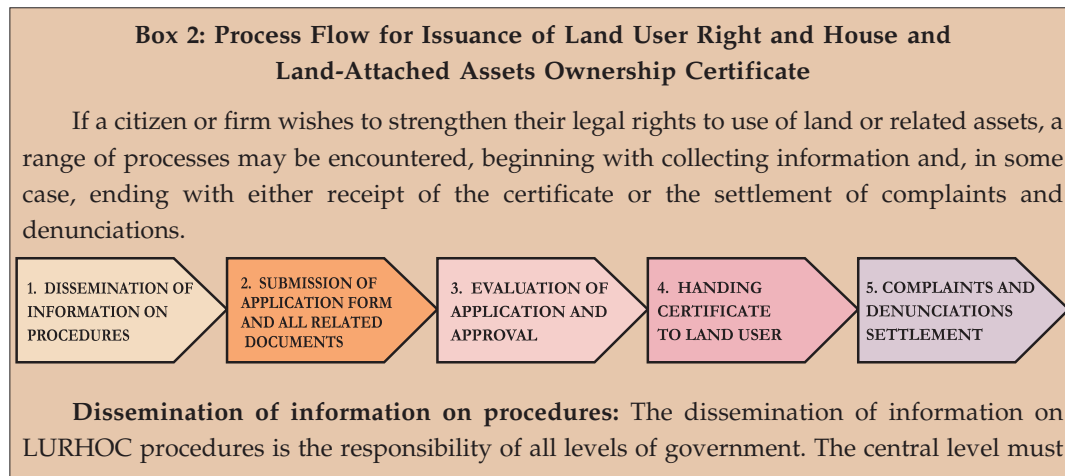 Box 2: Process Flow for Issuance of Land User Right and House and
Land-Attached Assets Ownership Certificate
If a citizen or firm wishes to strengthen their legal rights to use of land or related assets, a
range of processes may be encountered, beginning with collecting information and, in some
case, ending with either receipt of the certificate or the settlement of complaints and
denunciations.
1. DISSEMINATION OF
INFORMATION ON
PROCEDURES
2. SUBMISSION OF
APPLICATION FORM
AND ALL RELATED
DOCUMENTS
3. EVALUATION OF
APPLICATION AND
APPROVAL
4. HANDING
CERTIFICATE
TO LAND USER
5. COMPLAINTS AND
DENUNCIATIONS
SETTLEMENT
Dissemination of information on procedures: The dissemination of information on
LURHOC procedures is the responsibility of all levels of government. The central level must